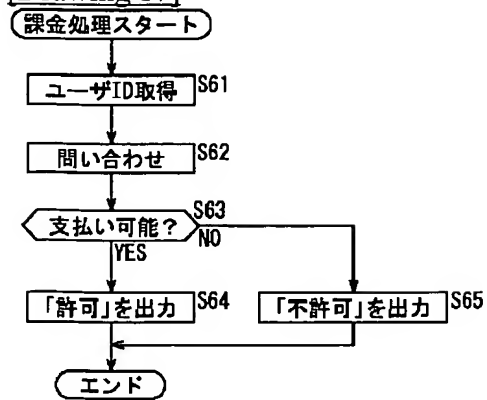 課金処理スタート
ユーザID取得 S61
問い合わせ S62
支払い可能? S63
YES NO
「許可」を出力 S64 「不許可」を出力 S65
エンド